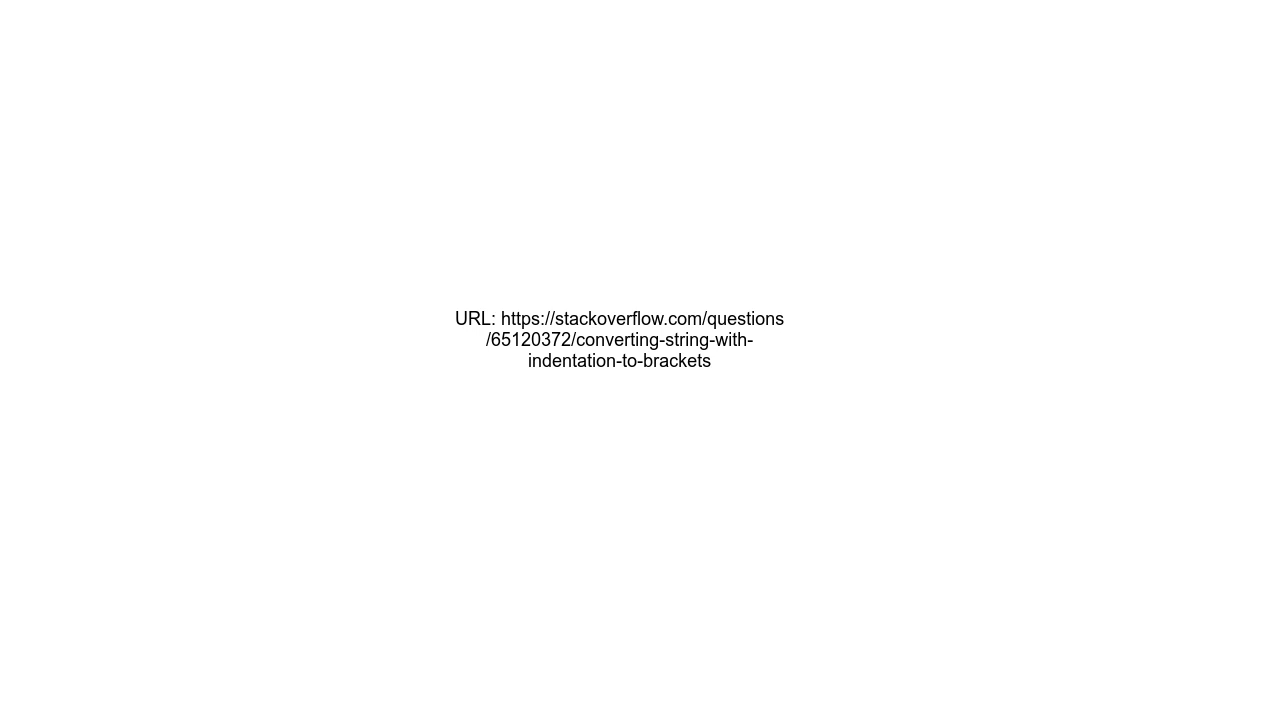 URL: https://stackoverflow.com/questions
/65120372/converting-string-with-
indentation-to-brackets